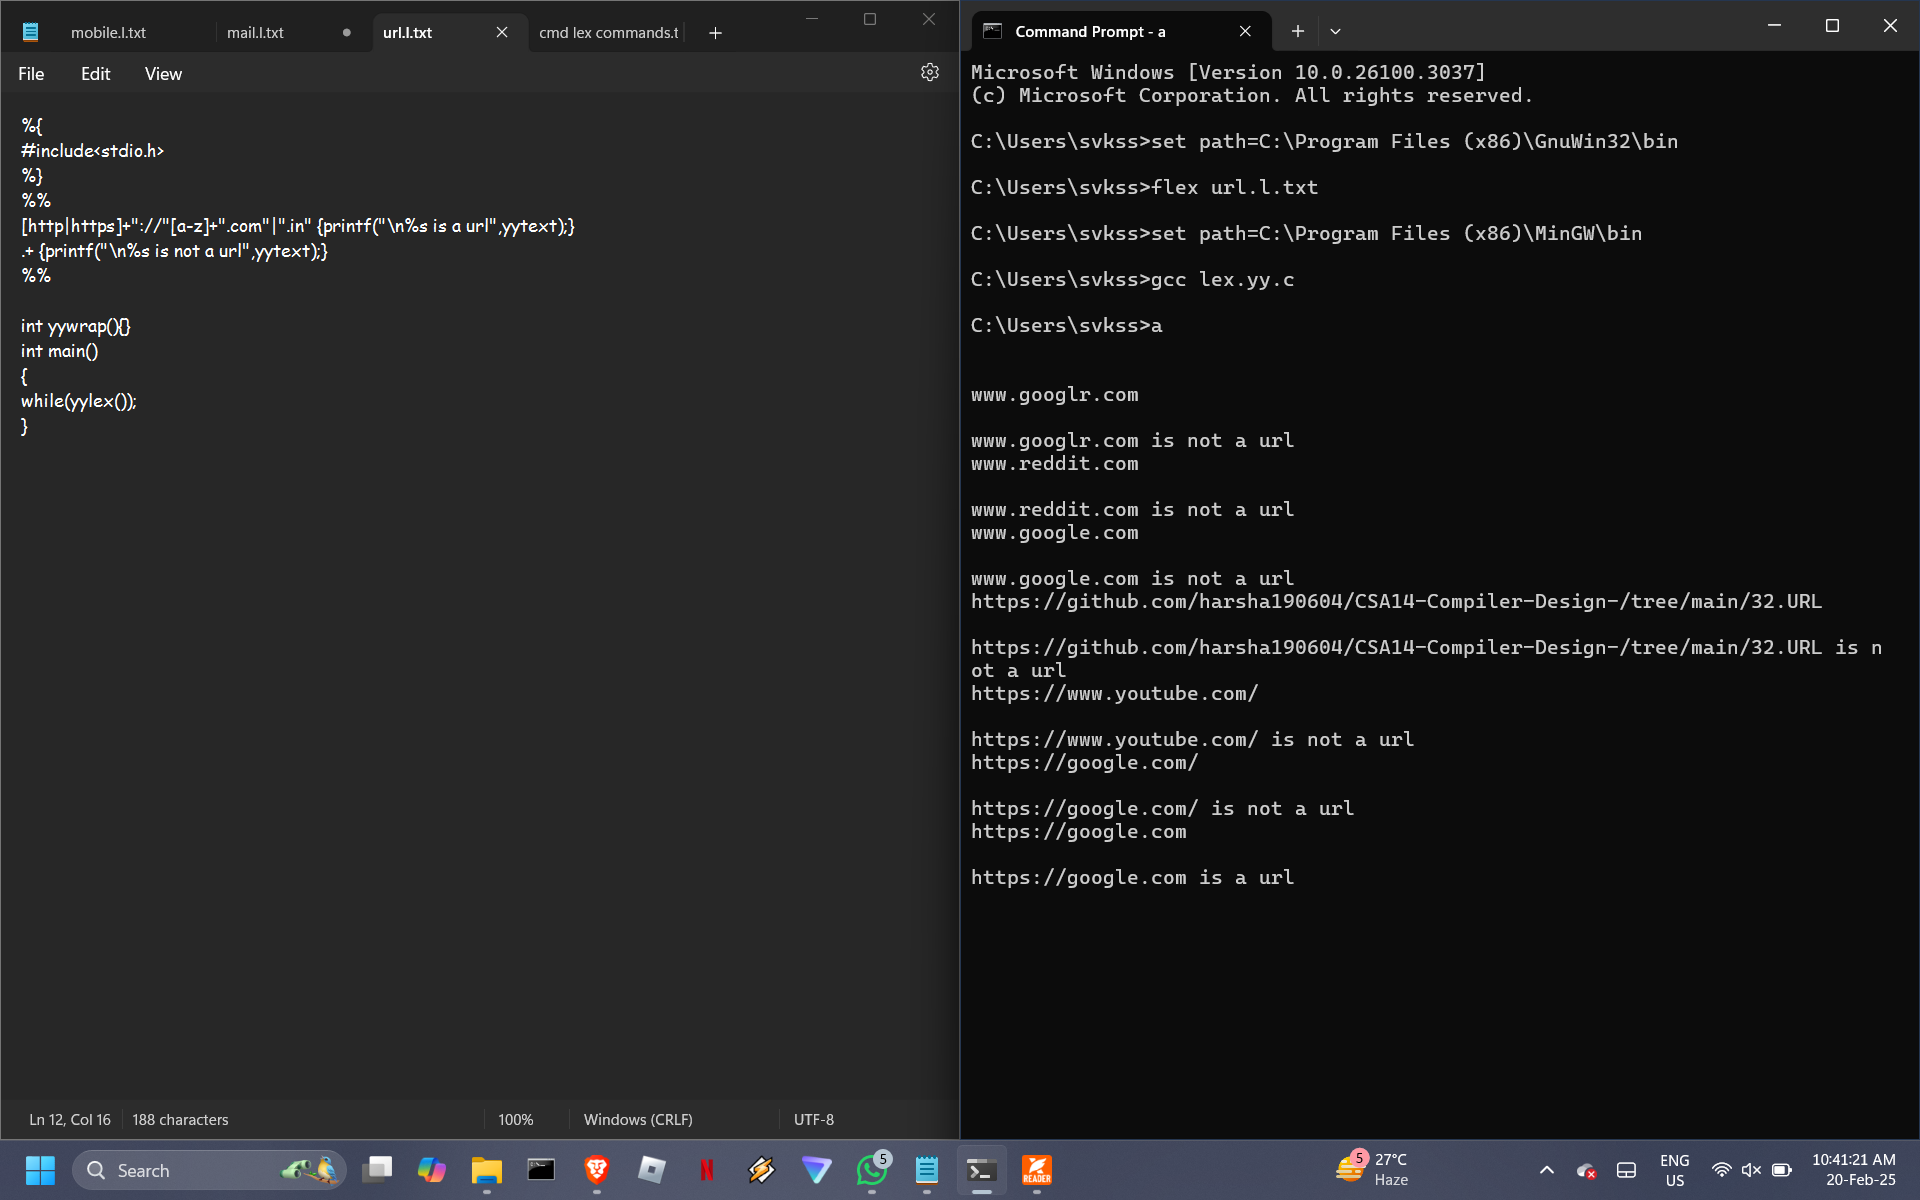 mobile.l.txt
mail.l.txt
url.l.txt
cmd lex commands.t
File
Edit
View
%{
#include<stdio.h>
%}
%%
[http|https]+"://"[a-z]+".com"|".in" {printf("\n%s is a url",yytext);}
.+ {printf("\n%s is not a url",yytext);}
%%
int yywrap(){}
int main()
{
while(yylex());
}
Ln 12, Col 16
188 characters
100%
Windows (CRLF)
UTF-8
Command Prompt - a
Microsoft Windows [Version 10.0.26100.3037]
(c) Microsoft Corporation. All rights reserved.
C:\Users\svkss>set path=C:\Program Files (x86)\GnuWin32\bin
C:\Users\svkss>flex url.l.txt
C:\Users\svkss>set path=C:\Program Files (x86)\MinGW\bin
C:\Users\svkss>gcc lex.yy.c
C:\Users\svkss>a
www.googlr.com
www.googlr.com is not a url
www.reddit.com
www.reddit.com is not a url
www.google.com
www.google.com is not a url
https://github.com/harsha190604/CSA14-Compiler-Design-/tree/main/32.URL
https://github.com/harsha190604/CSA14-Compiler-Design-/tree/main/32.URL is n
ot a url
https://www.youtube.com/
https://www.youtube.com/ is not a url
https://google.com/
https://google.com/ is not a url
https://google.com
https://google.com is a url
Search
N
5
READER
5
27°C
Haze
ENG
US
10:41:21 AM
20-Feb-25